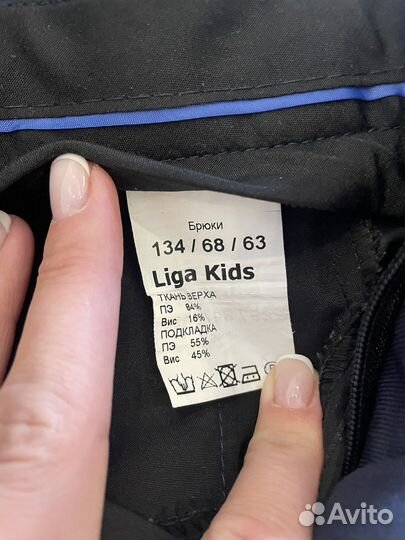 Брюки
134 / 68 / 63
Liga Kids
ТКАНЬ ВЕРХА
ПЭ 84%
Вис 16%
ПОДКЛАДКА
ПЭ 55%
Вис 45%
Avito